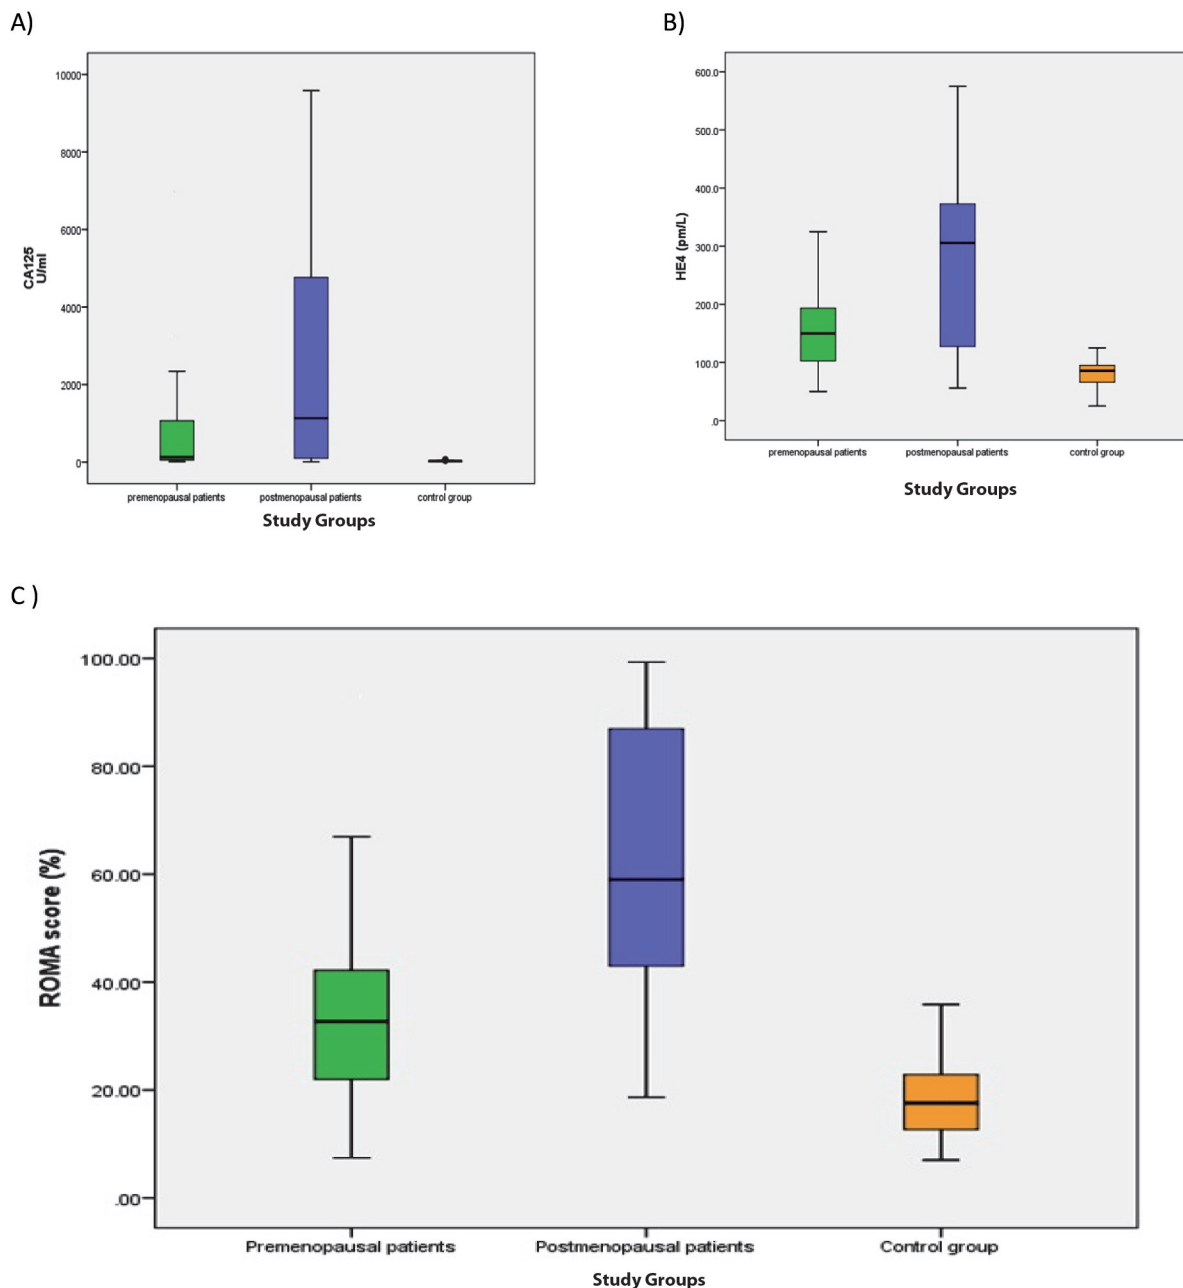 A)
10000
8000
6000
4000
2000
0
CA125
U/ml
premenopausal patients
postmenopausal patients
control group
Study Groups
B)
600.0
500.0
400.0
300.0
200.0
100.0
.0
HE4 (pm/L)
premenopausal patients
postmenopausal patients
control group
Study Groups
C )
100.00
80.00
60.00
40.00
20.00
.00
ROMA score (%)
Premenopausal patients
Postmenopausal patients
Control group
Study Groups